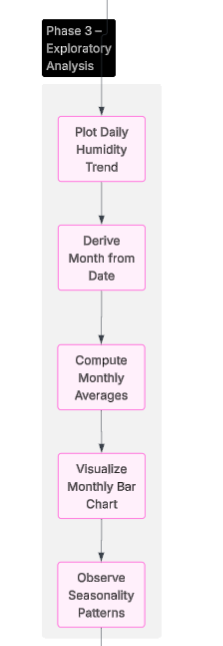 Phase 3 –
Exploratory
Analysis
Plot Daily
Humidity
Trend
Derive
Month from
Date
Compute
Monthly
Averages
Visualize
Monthly Bar
Chart
Observe
Seasonality
Patterns